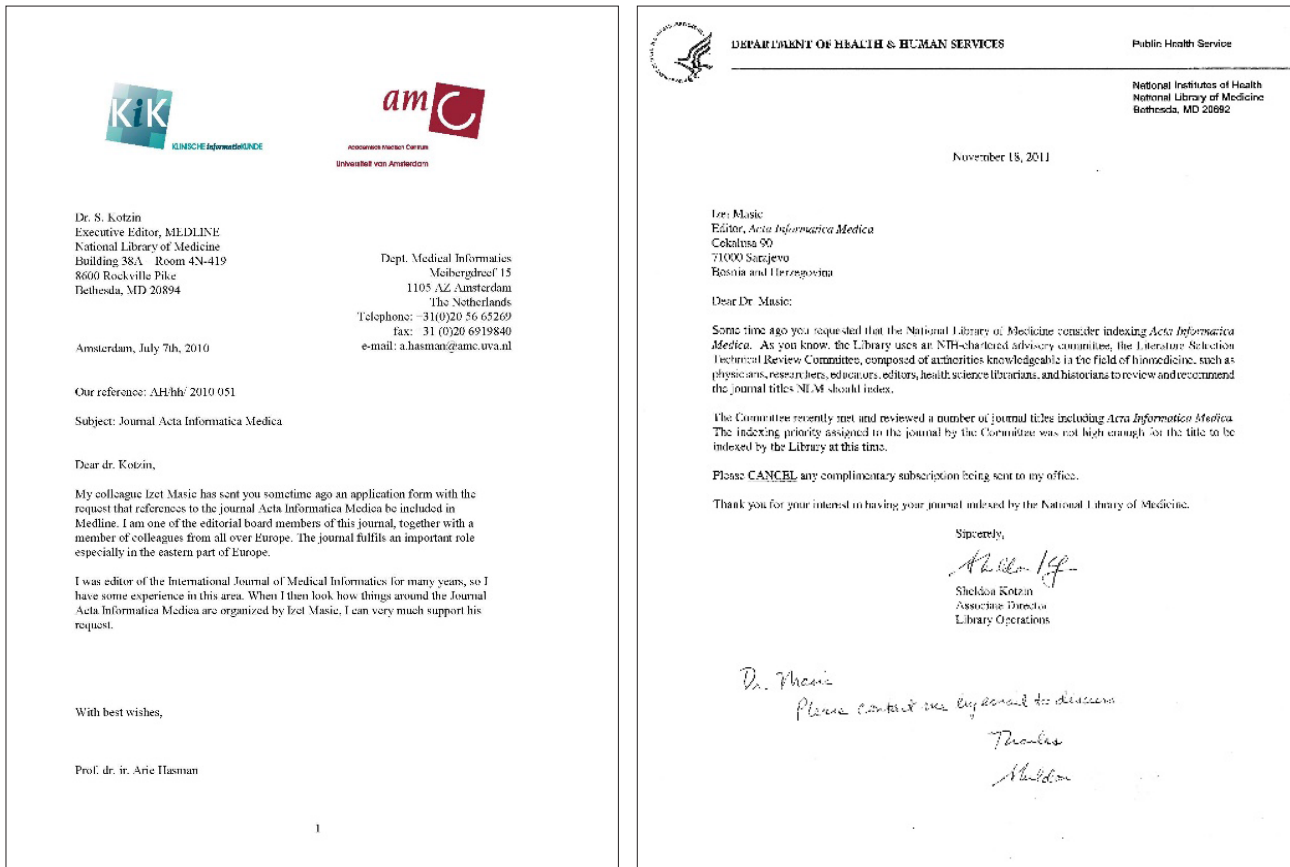 KiK
KLINISCHE informatieKUNDE
amC
Academisch Medisch Centrum
Universiteit van Amsterdam
Dr. S. Kotzin
Executive Editor, MEDLINE
National Library of Medicine
Building 38A Room 4N-419
8600 Rockville Pike
Bethesda, MD 20894
Dept. Medical Informatics
Meibergdreef 15
1105 AZ Amsterdam
The Netherlands
Telephone: +31(0)20 56 65269
fax: 31 (0)20 6919840
e-mail: a.hasman@amc.uva.nl
Amsterdam, July 7th, 2010
Our reference: AH/hh/ 2010 051
Subject: Journal Acta Informatica Medica
Dear dr. Kotzin,
My colleague Izet Masic has sent you sometime ago an application form with the
request that references to the journal Acta Informatica Medica be included in
Medline. I am one of the editorial board members of this journal, together with a
member of colleagues from all over Europe. The journal fulfils an important role
especially in the eastern part of Europe.
I was editor of the International Journal of Medical Informatics for many years, so I
have some experience in this area. When I then look how things around the Journal
Acta Informatica Medica are organized by Izet Masic, I can very much support his
request.
With best wishes,
Prof. dr. ir. Arie Hasman
1
DEPARTMENT OF HEALTH & HUMAN SERVICES
Public Health Service
National Institutes of Health
National Library of Medicine
Bethesda, MD 20692
November 18, 2011
Izet Masic
Editor, Acta Informatica Medica
Cekalusa 90
71000 Sarajevo
Bosnia and Herzegovina
Dear Dr. Masic:
Some time ago you requested that the National Library of Medicine consider indexing Acta Informatica
Medica. As you know, the Library uses an NIH-chartered advisory committee, the Literature Selection
Technical Review Committee, composed of authorities knowledgeable in the field of biomedicine, such as
physicians, researchers, educators, editors, health science librarians, and historians to review and recommend
the journal titles NLM should index.
The Committee recently met and reviewed a number of journal titles including Acta Informatica Medica.
The indexing priority assigned to the journal by the Committee was not high enough for the title to be
indexed by the Library at this time.
Please CANCEL any complimentary subscription being sent to my office.
Thank you for your interest in having your journal indexed by the National Library of Medicine.
Sincerely,
Sheldon Kotzin
Associate Director
Library Operations
Dr. Masic
Please contact me by email to discuss
Thanks
Sheldon